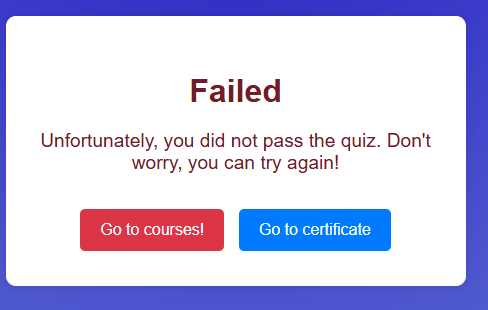 Failed
Unfortunately, you did not pass the quiz. Don't
worry, you can try again!
Go to courses!
Go to certificate